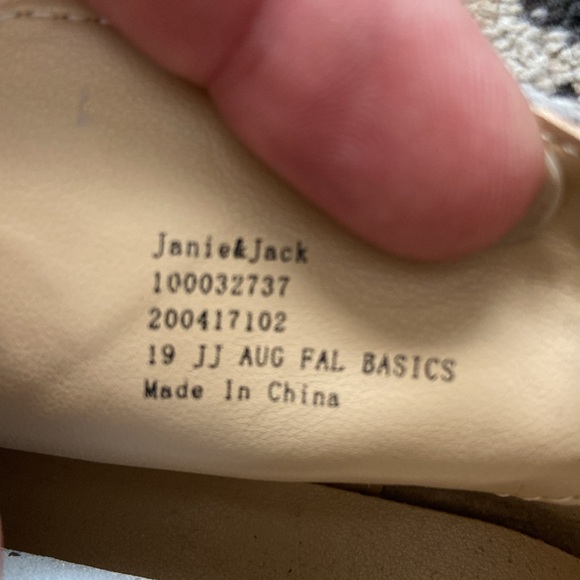 Janie&Jack
100032737
200417102
19 JJ AUG FAL BASICS
Made In China